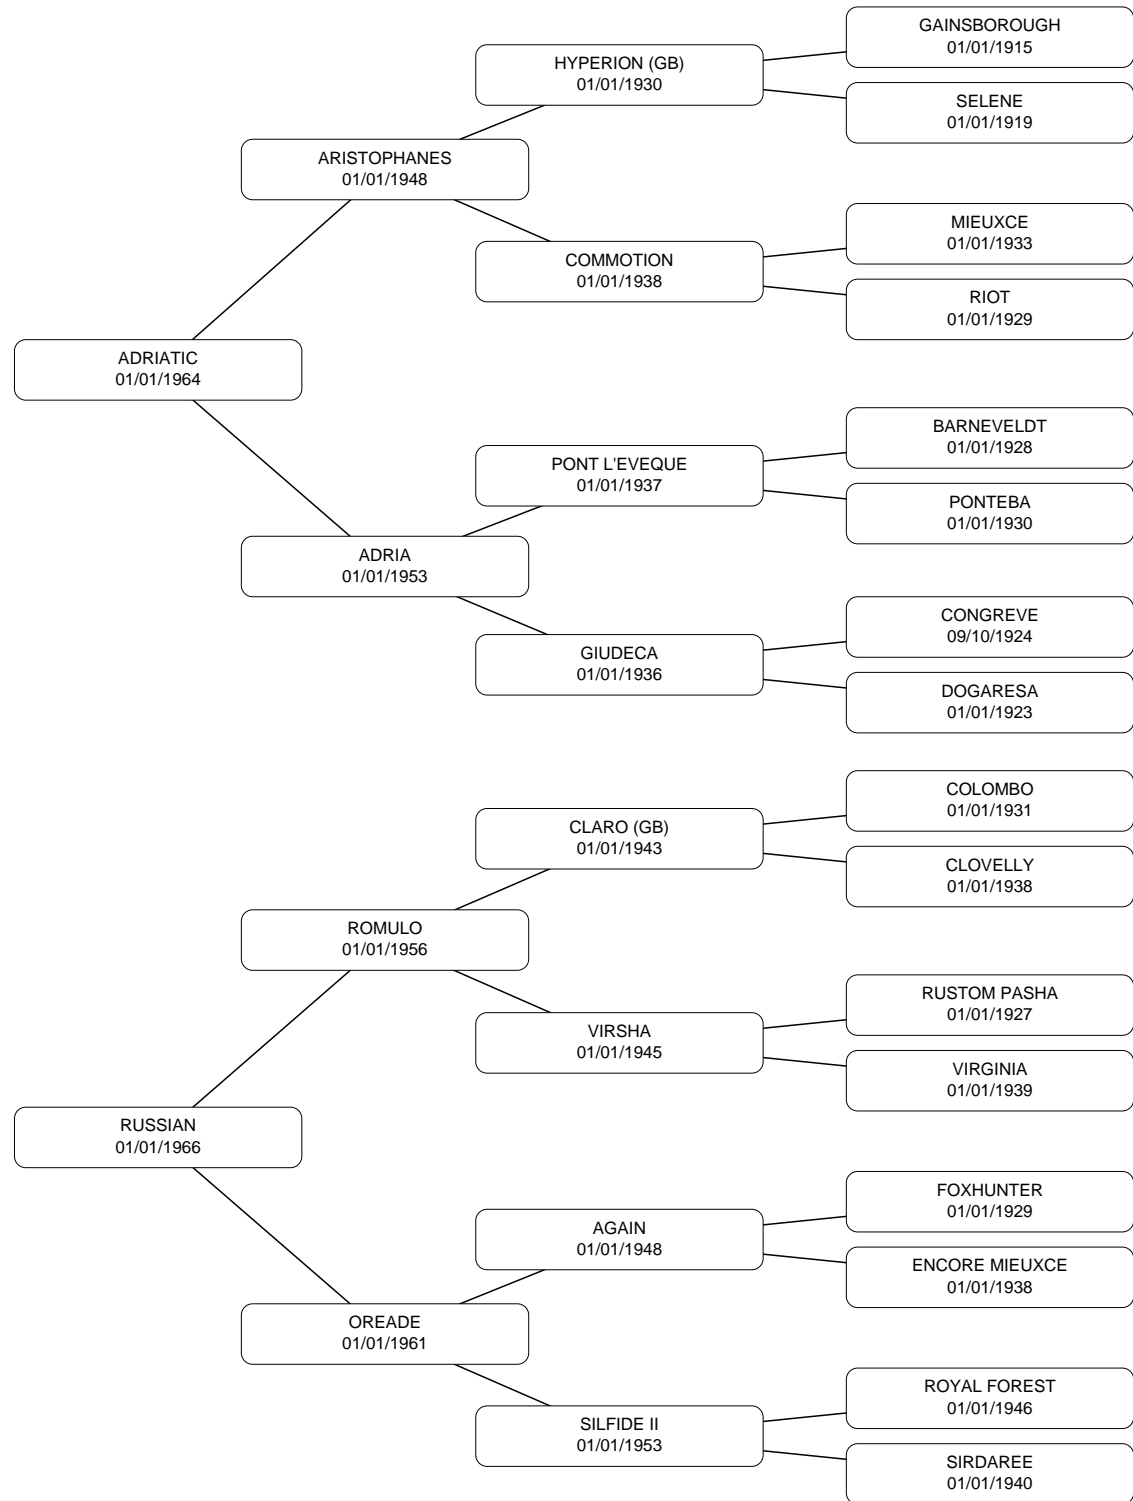 GAINSBOROUGH
01/01/1915
HYPERION (GB)
01/01/1930
SELENE
01/01/1919
ARISTOPHANES
01/01/1948
MIEUXCE
01/01/1933
COMMOTION
01/01/1938
RIOT
01/01/1929
ADRIATIC
01/01/1964
BARNEVELDT
01/01/1928
PONT L'EVEQUE
01/01/1937
PONTEBA
01/01/1930
ADRIA
01/01/1953
CONGREVE
09/10/1924
GIUDECA
01/01/1936
DOGARESA
01/01/1923
COLOMBO
01/01/1931
CLARO (GB)
01/01/1943
CLOVELLY
01/01/1938
ROMULO
01/01/1956
RUSTOM PASHA
01/01/1927
VIRSHA
01/01/1945
VIRGINIA
01/01/1939
RUSSIAN
01/01/1966
FOXHUNTER
01/01/1929
AGAIN
01/01/1948
ENCORE MIEUXCE
01/01/1938
OREADE
01/01/1961
ROYAL FOREST
01/01/1946
SILFIDE II
01/01/1953
SIRDAREE
01/01/1940